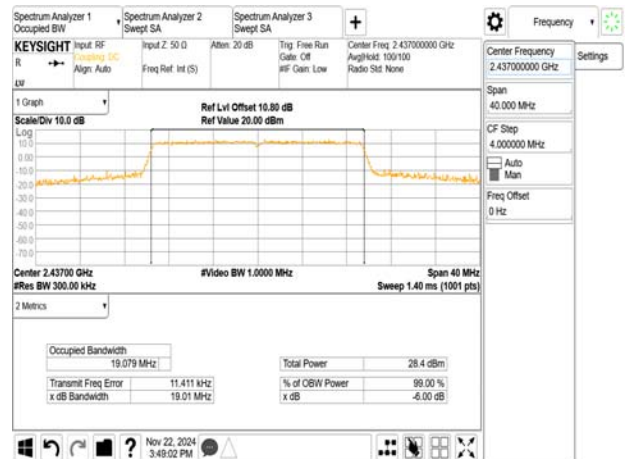 Spectrum Analyzer 1
Occupied BW
Spectrum Analyzer 2
Swept SA
Spectrum Analyzer 3
Swept SA
+
Frequency
KEYSIGHT
R
Input: RF
Coupling: DC
Align: Auto
Input Z: 50 Ω
Freq Ref: Int (S)
Atten: 20 dB
Trig: Free Run
Gate: Off
#IF Gain: Low
Center Freq: 2.437000000 GHz
Avg|Hold: 100/100
Radio Std: None
Center Frequency
2.437000000 GHz
Settings
Span
40.000 MHz
CF Step
4.000000 MHz
Auto
Man
Freq Offset
0 Hz
1 Graph
Scale/Div 10.0 dB
Ref Lvl Offset 10.80 dB
Ref Value 20.00 dBm
Log
10.0
0.00
-10.0
-20.0
-30.0
-40.0
-50.0
-60.0
-70.0
Center 2.43700 GHz
#Res BW 300.00 kHz
#Video BW 1.0000 MHz
Span 40 MHz
Sweep 1.40 ms (1001 pts)
2 Metrics
Occupied Bandwidth
19.079 MHz
Transmit Freq Error 11.411 kHz
x dB Bandwidth 19.01 MHz
Total Power 28.4 dBm
% of OBW Power 99.00 %
x dB -6.00 dB
?
Nov 22, 2024
3:49:02 PM